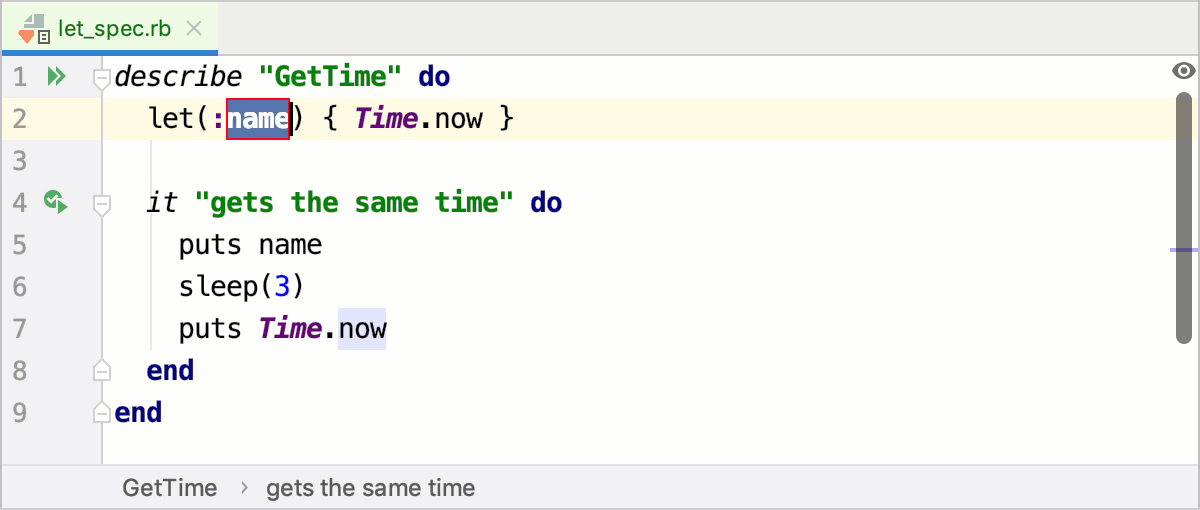 let_spec.rb
1 describe "GetTime" do
2 let(:name) { Time.now }
3
4 it "gets the same time" do
5 puts name
6 sleep(3)
7 puts Time.now
8 end
9 end
GetTime › gets the same time